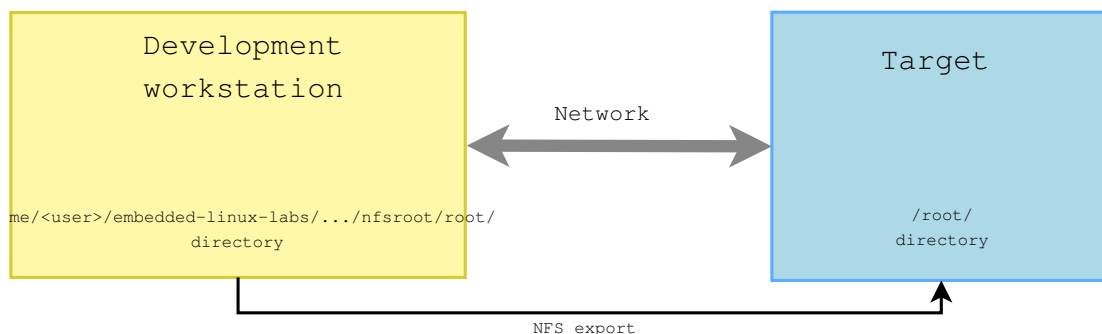 Development
workstation
Target
Network
me/<user>/embedded-linux-labs/.../nfsroot/root/
directory
/root/
directory
NFS export